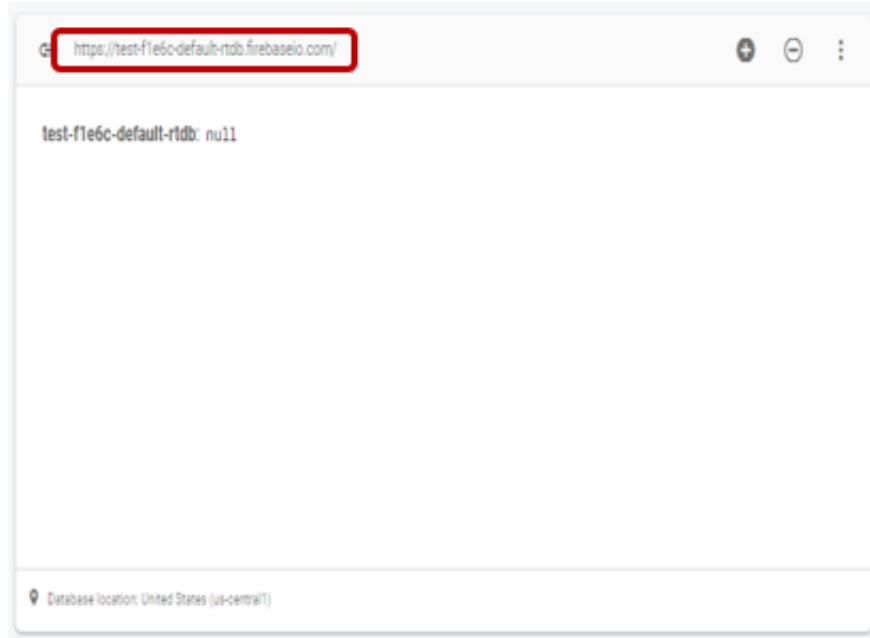 https://test-f1e6c-default-rtdb.firebaseio.com/
test-f1e6c-default-rtdb: null
Database location: United States (us-central1)